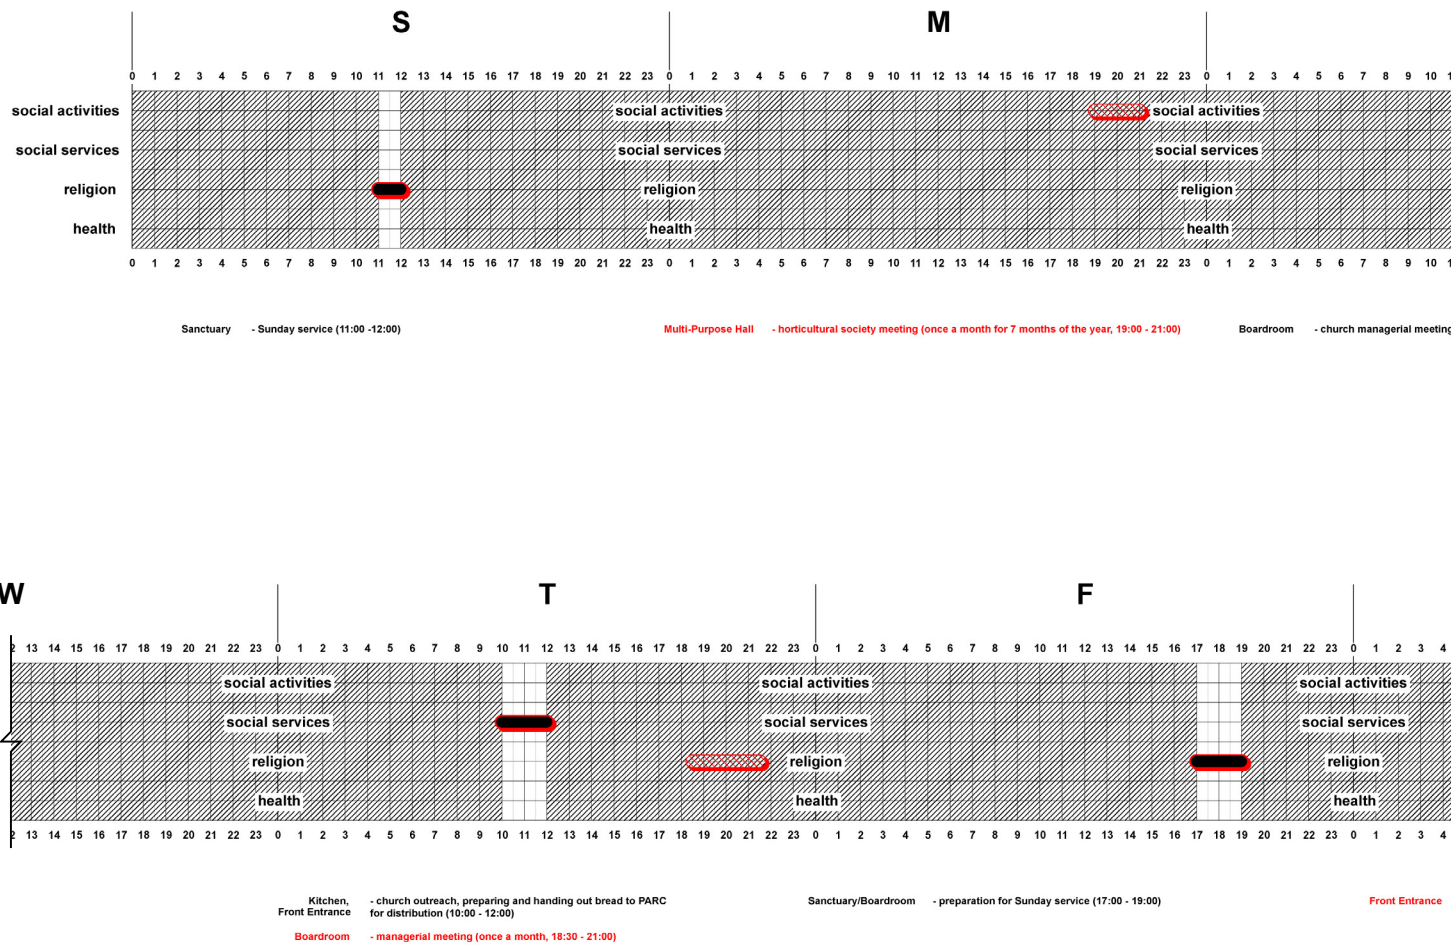 S M
0 1 2 3 4 5 6 7 8 9 10 11 12 13 14 15 16 17 18 19 20 21 22 23 0 1 2 3 4 5 6 7 8 9 10 11 12 13 14 15 16 17 18 19 20 21 22 23 0 1 2 3 4 5 6 7 8 9 10
social activities social activities social activities
social services social services social services
religion religion religion
health health health
0 1 2 3 4 5 6 7 8 9 10 11 12 13 14 15 16 17 18 19 20 21 22 23 0 1 2 3 4 5 6 7 8 9 10 11 12 13 14 15 16 17 18 19 20 21 22 23 0 1 2 3 4 5 6 7 8 9 10
Sanctuary - Sunday service (11:00 -12:00) Multi-Purpose Hall - horticultural society meeting (once a month for 7 months of the year, 19:00 - 21:00) Boardroom - church managerial meeting
W T F
13 14 15 16 17 18 19 20 21 22 23 0 1 2 3 4 5 6 7 8 9 10 11 12 13 14 15 16 17 18 19 20 21 22 23 0 1 2 3 4 5 6 7 8 9 10 11 12 13 14 15 16 17 18 19 20 21 22 23 0 1 2 3 4
social activities social activities social activities
social services social services social services
religion religion religion
health health health
13 14 15 16 17 18 19 20 21 22 23 0 1 2 3 4 5 6 7 8 9 10 11 12 13 14 15 16 17 18 19 20 21 22 23 0 1 2 3 4 5 6 7 8 9 10 11 12 13 14 15 16 17 18 19 20 21 22 23 0 1 2 3 4
Kitchen, - church outreach, preparing and handing out bread to PARC Sanctuary/Boardroom - preparation for Sunday service (17:00 - 19:00) Front Entrance
Front Entrance for distribution (10:00 - 12:00)
Boardroom - managerial meeting (once a month, 18:30 - 21:00)